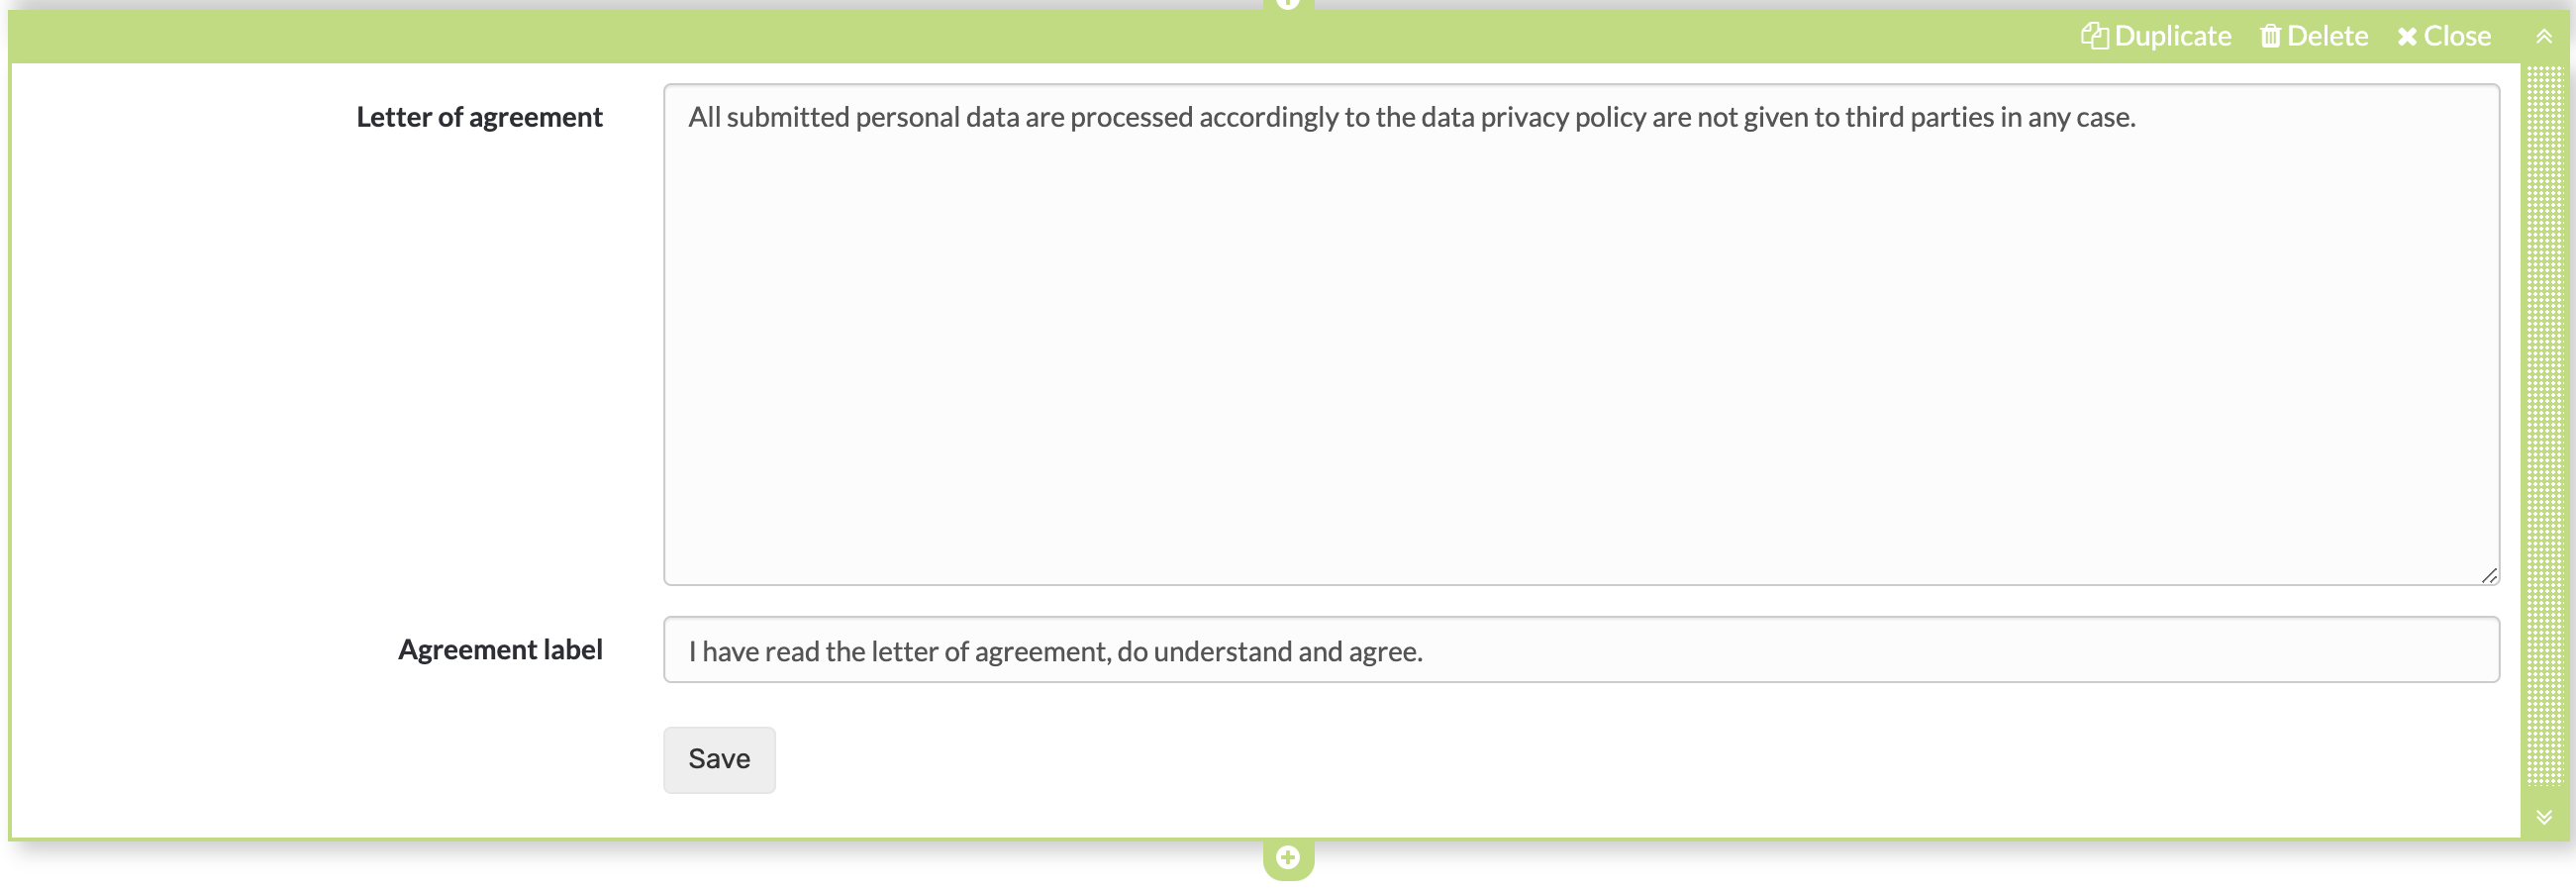 Duplicate Delete Close
Letter of agreement
All submitted personal data are processed accordingly to the data privacy policy are not given to third parties in any case.
Agreement label
I have read the letter of agreement, do understand and agree.
Save